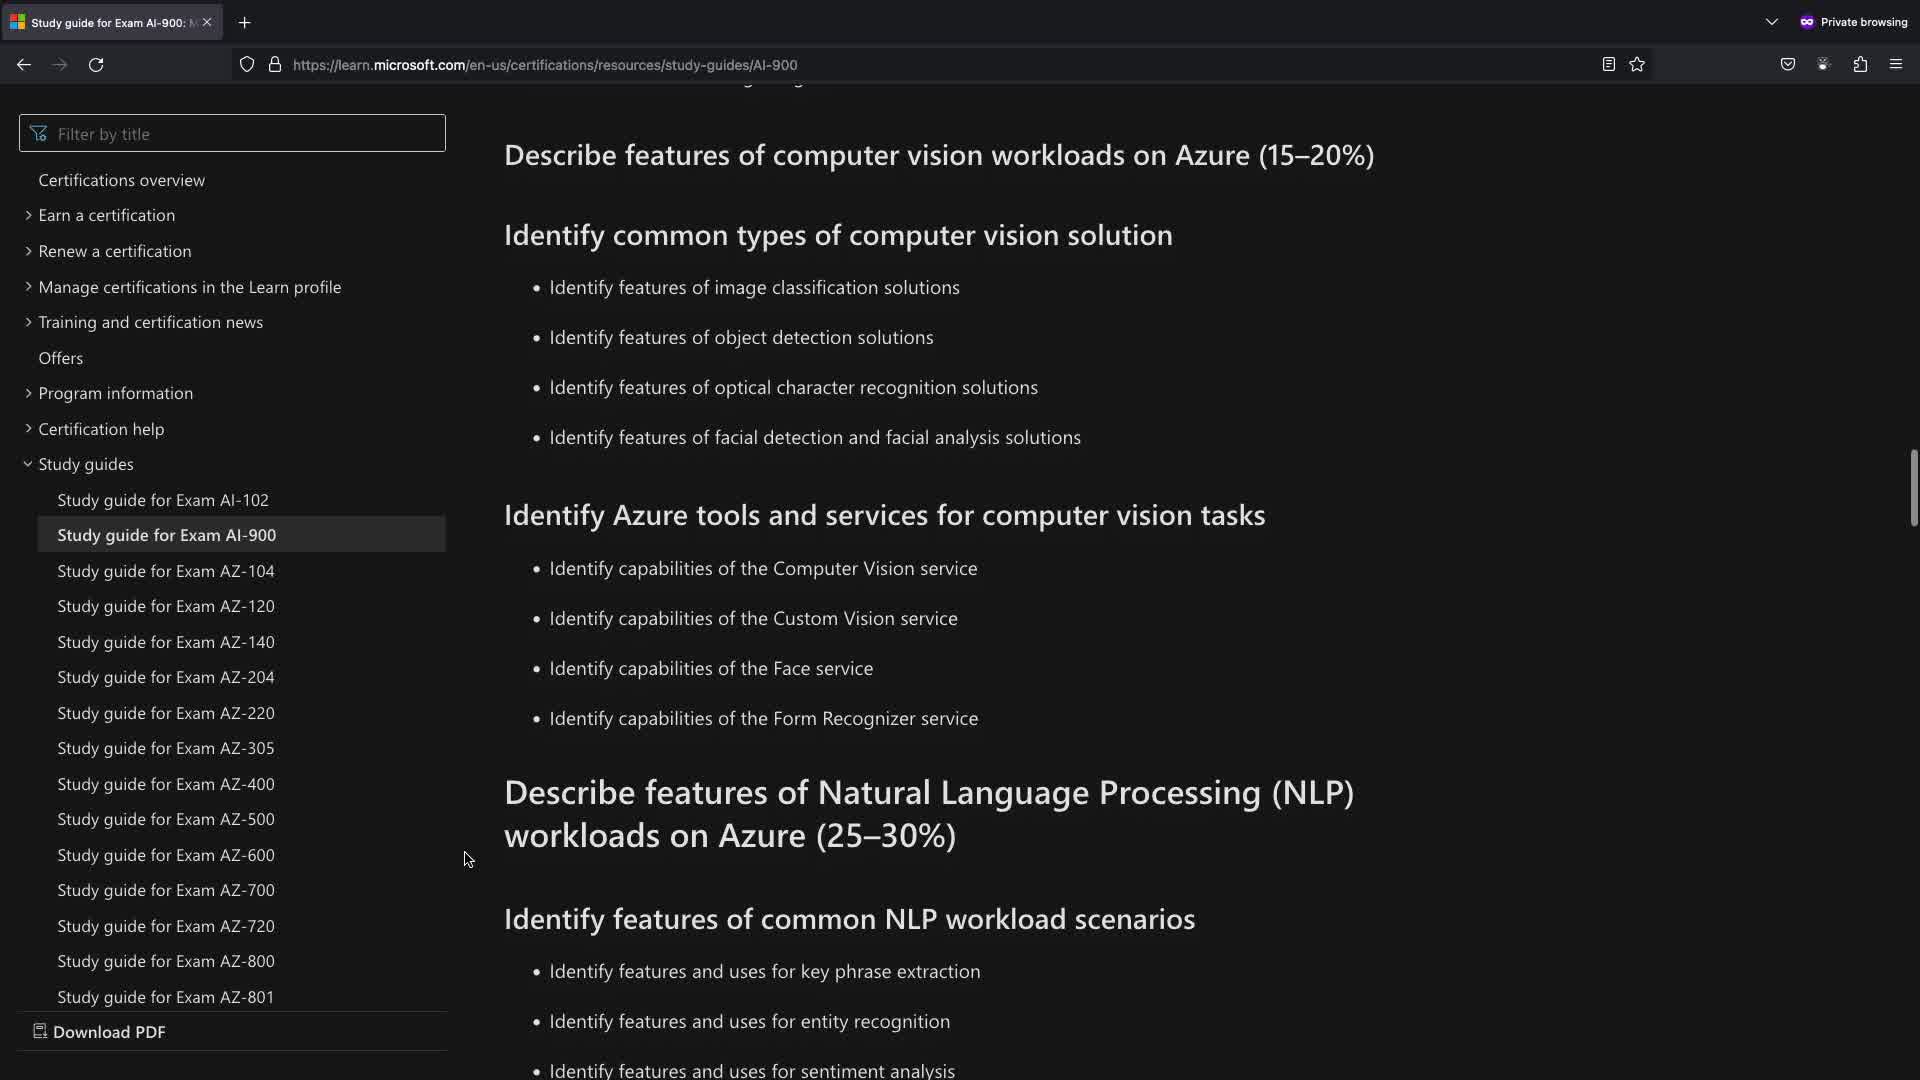 Study guide for Exam AI-900: M
Private browsing
https://learn.microsoft.com/en-us/certifications/resources/study-guides/AI-900
Filter by title
Certifications overview
Earn a certification
Renew a certification
Manage certifications in the Learn profile
Training and certification news
Offers
Program information
Certification help
Study guides
Study guide for Exam AI-102
Study guide for Exam AI-900
Study guide for Exam AZ-104
Study guide for Exam AZ-120
Study guide for Exam AZ-140
Study guide for Exam AZ-204
Study guide for Exam AZ-220
Study guide for Exam AZ-305
Study guide for Exam AZ-400
Study guide for Exam AZ-500
Study guide for Exam AZ-600
Study guide for Exam AZ-700
Study guide for Exam AZ-720
Study guide for Exam AZ-800
Study guide for Exam AZ-801
Download PDF
Describe features of computer vision workloads on Azure (15–20%)
Identify common types of computer vision solution
• Identify features of image classification solutions
• Identify features of object detection solutions
• Identify features of optical character recognition solutions
• Identify features of facial detection and facial analysis solutions
Identify Azure tools and services for computer vision tasks
• Identify capabilities of the Computer Vision service
• Identify capabilities of the Custom Vision service
• Identify capabilities of the Face service
• Identify capabilities of the Form Recognizer service
Describe features of Natural Language Processing (NLP)
workloads on Azure (25–30%)
Identify features of common NLP workload scenarios
• Identify features and uses for key phrase extraction
• Identify features and uses for entity recognition
• Identify features and uses for sentiment analysis